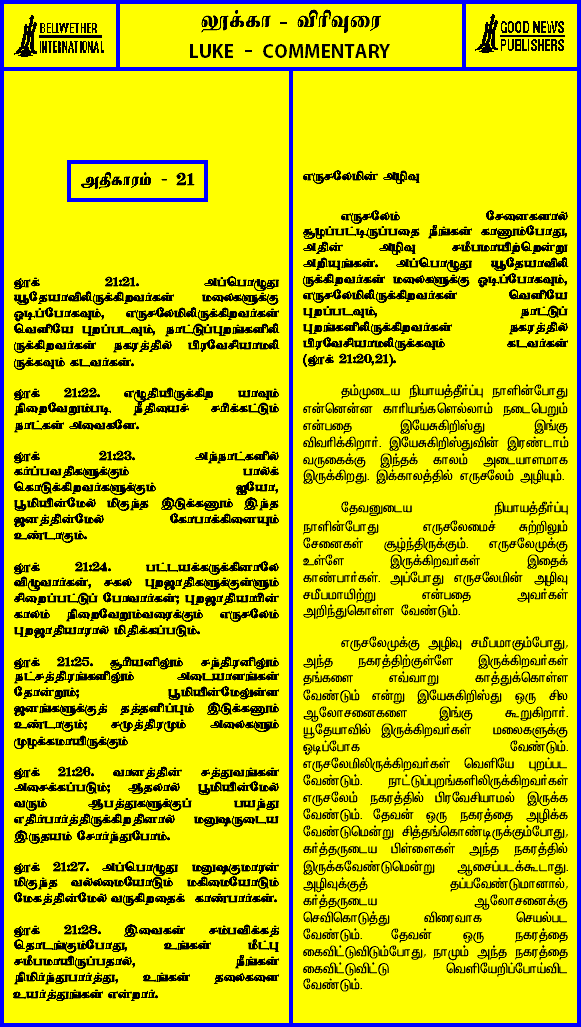 BELLWETHER
INTERNATIONAL
லூக்கா - விரிவுரை
LUKE - COMMENTARY
GOOD NEWS
PUBLISHERS
அதிகாரம் - 21
லூக் 21:21. அப்பொழுது
யூதேயாவிலிருக்கிறவர்கள் மலைகளுக்கு
ஓடிப்போகவும், எருசலேமிலிருக்கிறவர்கள்
வெளியே புறப்படவும், நாட்டுப்புறங்களிலி
ருக்கிறவர்கள் நகரத்தில் பிரவேசியாமலி
ருக்கவும் கடவர்கள்.
லூக் 21:22. எழுதியிருக்கிற யாவும்
நிறைவேறும்படி நீதியைச் சரிக்கட்டும்
நாட்கள் அவைகளே.
லூக் 21:23. அந்நாட்களில்
கர்ப்பவதிகளுக்கும் பால்க்
கொடுக்கிறவர்களுக்கும் ஐயோ,
பூமியின்மேல் மிகுந்த இடுக்கணும் இந்த
ஜனத்தின்மேல் கோபாக்கினையும்
உண்டாகும்.
லூக் 21:24. பட்டயக்கருக்கினாலே
விழுவார்கள், சகல புறஜாதிகளுக்குள்ளும்
சிறைப்பட்டுப் போவார்கள்; புறஜாதியாரின்
காலம் நிறைவேறும்வரைக்கும் எருசலேம்
புறஜாதியாரால் மிதிக்கப்படும்.
லூக் 21:25. சூரியனிலும் சந்திரனிலும்
நட்சத்திரங்களிலும் அடையாளங்கள்
தோன்றும்; பூமியின்மேலுள்ள
ஜனங்களுக்குத் தத்தளிப்பும் இடுக்கணும்
உண்டாகும்; சமுத்திரமும் அலைகளும்
முழக்கமாயிருக்கும்
லூக் 21:26. வானத்தின் சத்துவங்கள்
அசைக்கப்படும்; ஆதலால் பூமியின்மேல்
வரும் ஆபத்துகளுக்குப் பயந்து
எதிர்பார்த்திருக்கிறதினால் மனுஷருடைய
இருதயம் சோர்ந்துபோம்.
லூக் 21:27. அப்பொழுது மனுஷகுமாரன்
மிகுந்த வல்லமையோடும் மகிமையோடும்
மேகத்தின்மேல் வருகிறதைக் காண்பார்கள்.
லூக் 21:28. இவைகள் சம்பவிக்கத்
தொடங்கும்போது, உங்கள் மீட்பு
சமீபமாயிருப்பதால், நீங்கள்
நிமிர்ந்துபார்த்து, உங்கள் தலைகளை
உயர்த்துங்கள் என்றார்.
எருசலேமின் அழிவு
எருசலேம் சேனைகளால்
சூழப்பட்டிருப்பதை நீங்கள் காணும்போது,
அதின் அழிவு சமீபமாயிற்றென்று
அறியுங்கள். அப்பொழுது யூதேயாவிலி
ருக்கிறவர்கள் மலைகளுக்கு ஓடிப்போகவும்,
எருசலேமிலிருக்கிறவர்கள் வெளியே
புறப்படவும், நாட்டுப்
புறங்களிலிருக்கிறவர்கள் நகரத்தில்
பிரவேசியாமலிருக்கவும் கடவர்கள்
(லூக் 21:20,21).
தம்முடைய நியாயத்தீர்ப்பு நாளின்போது
என்னென்ன காரியங்களெல்லாம் நடைபெறும்
என்பதை இயேசுகிறிஸ்து இங்கு
விவரிக்கிறார். இயேசுகிறிஸ்துவின் இரண்டாம்
வருகைக்கு இந்தக் காலம் அடையாளமாக
இருக்கிறது. இக்காலத்தில் எருசலேம் அழியும்.
தேவனுடைய நியாயத்தீர்ப்பு
நாளின்போது எருசலேமைச் சுற்றிலும்
சேனைகள் சூழ்ந்திருக்கும். எருசலேமுக்கு
உள்ளே இருக்கிறவர்கள் இதைக்
காண்பார்கள். அப்போது எருசலேமின் அழிவு
சமீபமாயிற்று என்பதை அவர்கள்
அறிந்துகொள்ள வேண்டும்.
எருசலேமுக்கு அழிவு சமீபமாகும்போது,
அந்த நகரத்திற்குள்ளே இருக்கிறவர்கள்
தங்களை எவ்வாறு காத்துக்கொள்ள
வேண்டும் என்று இயேசுகிறிஸ்து ஒரு சில
ஆலோசனைகளை இங்கு கூறுகிறார்.
யூதேயாவில் இருக்கிறவர்கள் மலைகளுக்கு
ஓடிப்போக வேண்டும்.
எருசலேமிலிருக்கிறவர்கள் வெளியே புறப்பட
வேண்டும். நாட்டுப்புறங்களிலிருக்கிறவர்கள்
எருசலேம் நகரத்தில் பிரவேசியாமல் இருக்க
வேண்டும். தேவன் ஒரு நகரத்தை அழிக்க
வேண்டுமென்று சித்தங்கொண்டிருக்கும்போது,
கர்த்தருடைய பிள்ளைகள் அந்த நகரத்தில்
இருக்கவேண்டுமென்று ஆசைப்படக்கூடாது.
அழிவுக்குத் தப்பவேண்டுமானால்,
கர்த்தருடைய ஆலோசனைக்கு
செவிகொடுத்து விரைவாக செயல்பட
வேண்டும். தேவன் ஒரு நகரத்தை
கைவிட்டுவிடும்போது, நாமும் அந்த நகரத்தை
கைவிட்டுவிட்டு வெளியேறிப்போய்விட
வேண்டும்.